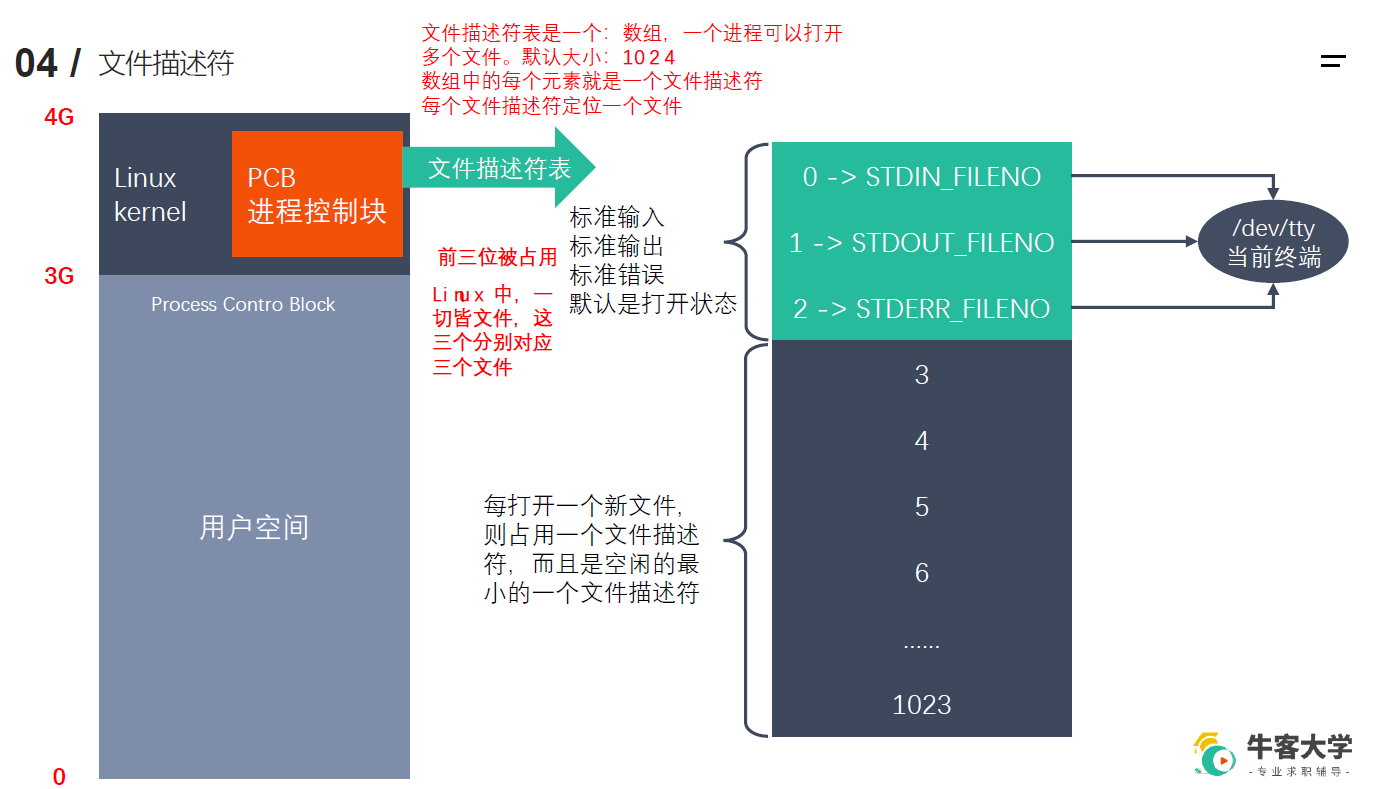 04 / 文件描述符
文件描述符表是一个：数组，一个进程可以打开
多个文件。默认大小：1024
数组中的每个元素就是一个文件描述符
每个文件描述符定位一个文件
4G
Linux
kernel
PCB
进程控制块
文件描述符表
3G
Process Contro Block
用户空间
0
前三位被占用
Linux 中，一
切皆文件，这
三个分别对应
三个文件
标准输入
标准输出
标准错误
默认是打开状态
0 -> STDIN_FILENO
1 -> STDOUT_FILENO
2 -> STDERR_FILENO
/dev/tty
当前终端
每打开一个新文件，
则占用一个文件描述
符，而且是空闲的最
小的一个文件描述符
3
4
5
6
......
1023
牛客大学
- 专业求职辅导 -